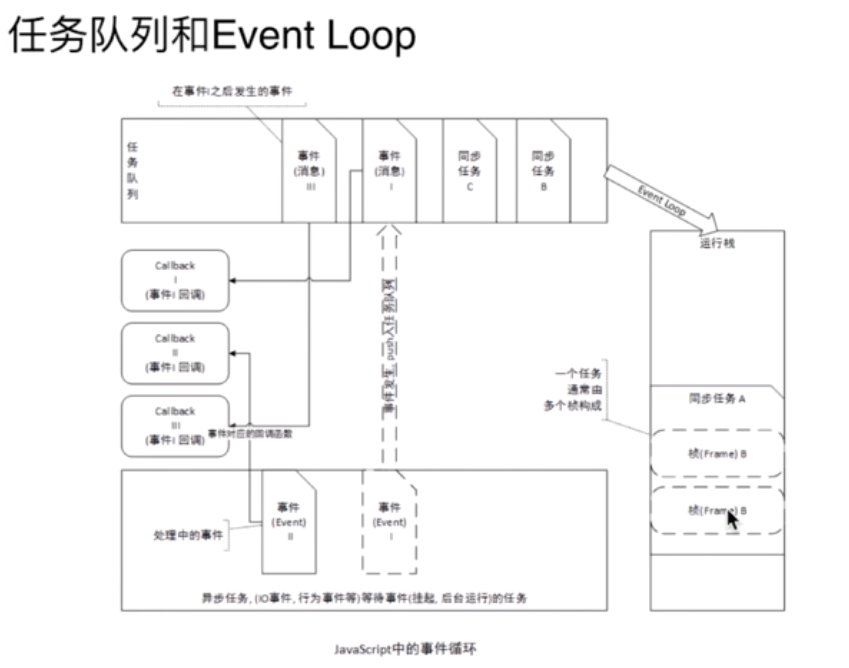 任务队列和Event Loop
在事件I之后发生的事件
任
务
队
列
事件
(消息)
III
事件
(消息)
I
同步
任务
C
同步
任务
B
Event Loop
运行栈
Callback
I
(事件I 回调)
Callback
II
(事件I 回调)
Callback
III
(事件I 回调)
事件对应的回调函数
事件发生, push入任务队列
一个任务
通常由
多个桢构成
同步任务 A
桢(Frame) B
桢(Frame) B
处理中的事件
事件
(Event)
II
事件
(Event)
I
异步任务, (IO事件, 行为事件等)等待事件(挂起, 后台运行)的任务
JavaScript中的事件循环